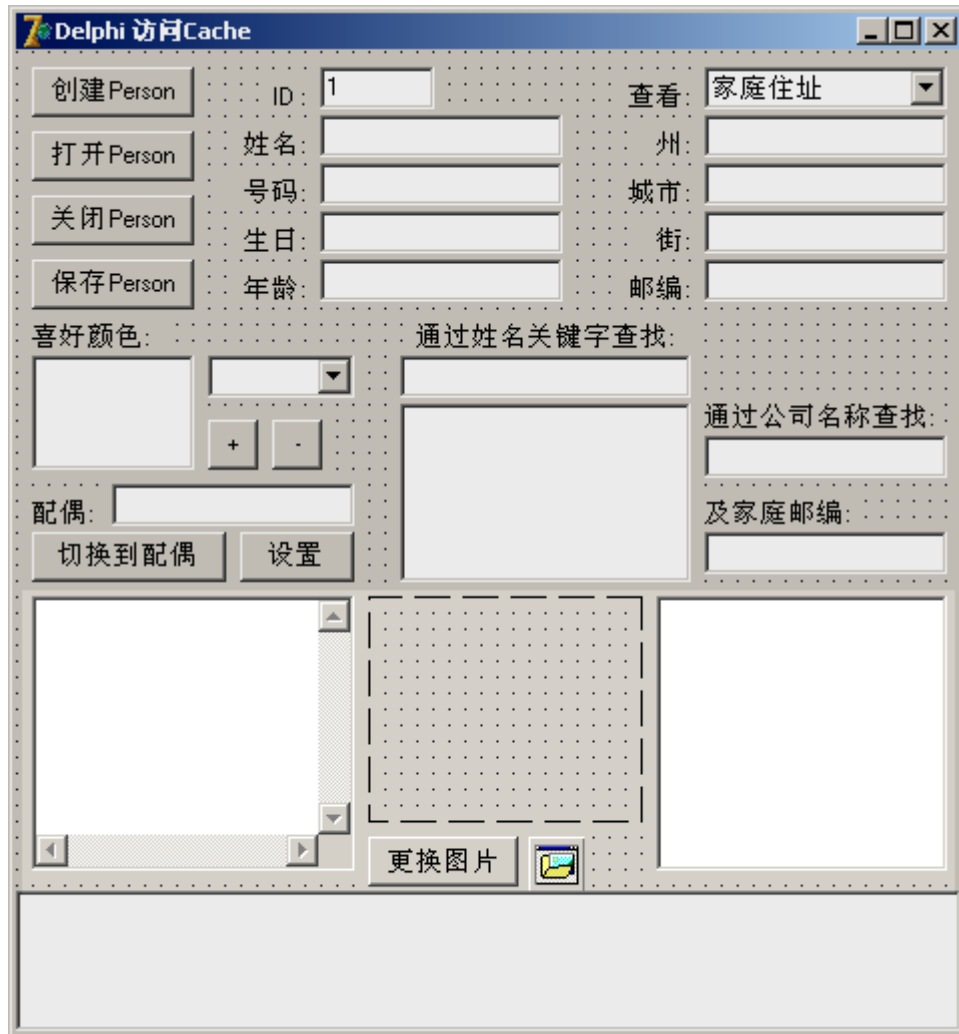 Delphi 访问Cache
创建Person
ID:
1
查看:
家庭住址
打开Person
姓名:
州:
关闭Person
号码:
城市:
生日:
街:
保存Person
年龄:
邮编:
喜好颜色:
通过姓名关键字查找:
+
-
通过公司名称查找:
配偶:
及家庭邮编:
切换到配偶
设置
更换图片